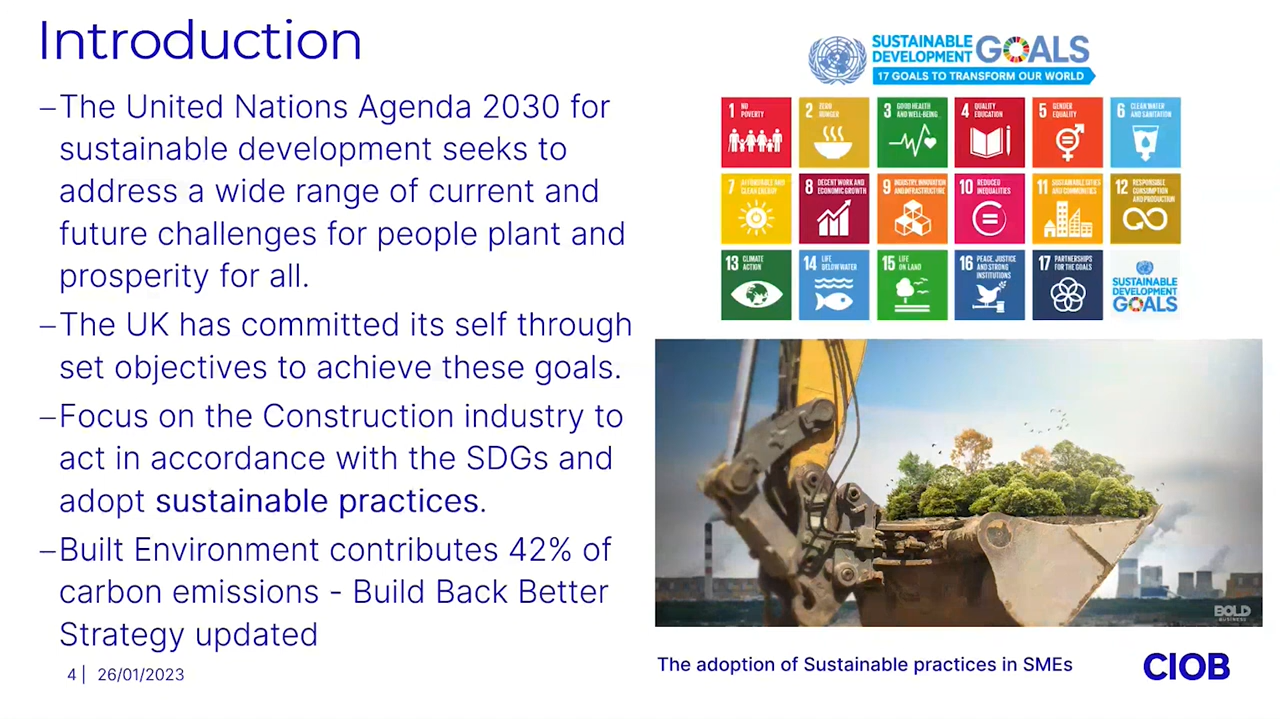 Introduction
–The United Nations Agenda 2030 for
sustainable development seeks to
address a wide range of current and
future challenges for people plant and
prosperity for all.
–The UK has committed its self through
set objectives to achieve these goals.
–Focus on the Construction industry to
act in accordance with the SDGs and
adopt sustainable practices.
–Built Environment contributes 42% of
carbon emissions - Build Back Better
Strategy updated
4| 26/01/2023
SUSTAINABLE
DEVELOPMENT GOALS
17 GOALS TO TRANSFORM OUR WORLD
1 NO
POVERTY
2 ZERO
HUNGER
3 GOOD HEALTH
AND WELL-BEING
4 QUALITY
EDUCATION
5 GENDER
EQUALITY
6 CLEAN WATER
AND SANITATION
7 AFFORDABLE AND
CLEAN ENERGY
8 DECENT WORK AND
ECONOMIC GROWTH
9 INDUSTRY, INNOVATION
AND INFRASTRUCTURE
10 REDUCED
INEQUALITIES
11 SUSTAINABLE CITIES
AND COMMUNITIES
12 RESPONSIBLE
CONSUMPTION
AND PRODUCTION
13 CLIMATE
ACTION
14 LIFE
BELOW WATER
15 LIFE
ON LAND
16 PEACE, JUSTICE
AND STRONG
INSTITUTIONS
17 PARTNERSHIPS
FOR THE GOALS
SUSTAINABLE
DEVELOPMENT
GOALS
BOLD
BUSINESS
The adoption of Sustainable practices in SMEs
CIOB